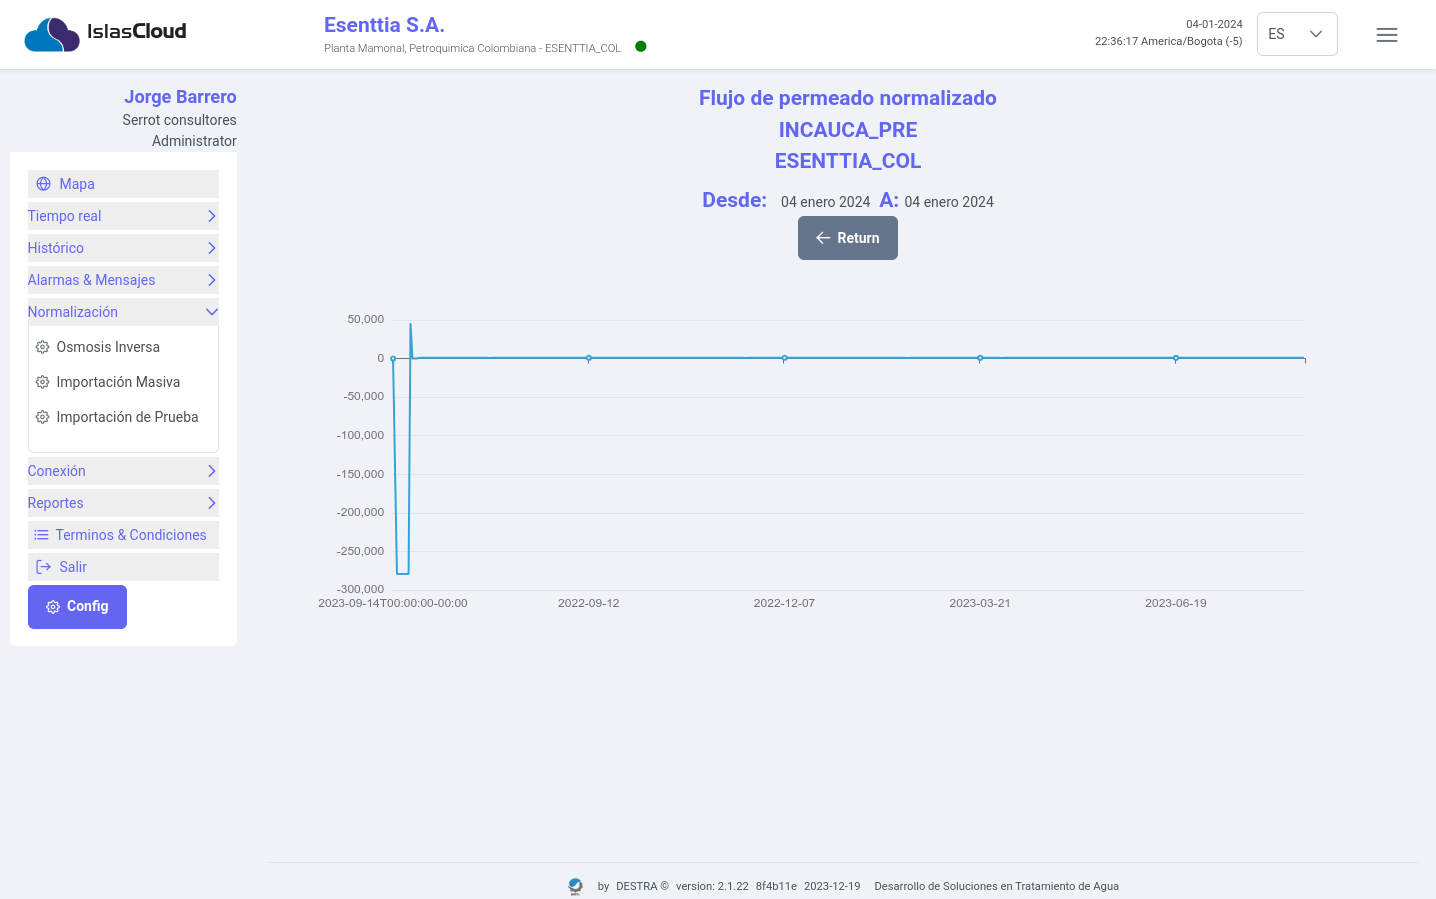 IslasCloud
Esenttia S.A.
Planta Mamonal, Petroquimica Colombiana - ESENTTIA_COL
04-01-2024
22:36:17 America/Bogota (-5)
ES
Jorge Barrero
Serrot consultores
Administrator
Mapa
Tiempo real
Histórico
Alarmas & Mensajes
Normalización
Osmosis Inversa
Importación Masiva
Importación de Prueba
Conexión
Reportes
Terminos & Condiciones
Salir
Config
Flujo de permeado normalizado
INCAUCA_PRE
ESENTTIA_COL
Desde: 04 enero 2024 A: 04 enero 2024
Return
50,000
0
-50,000
-100,000
-150,000
-200,000
-250,000
-300,000
2023-09-14T00:00:00-00:00 2022-09-12 2022-12-07 2023-03-21 2023-06-19
by DESTRA © version: 2.1.22 8f4b11e 2023-12-19 Desarrollo de Soluciones en Tratamiento de Agua